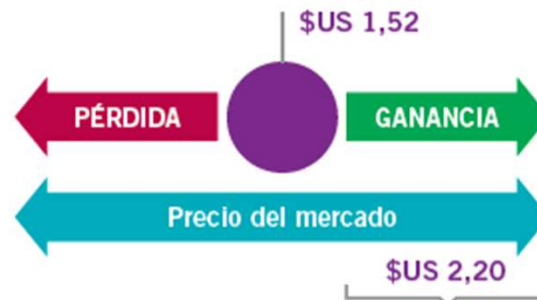 $US 1,52
PÉRDIDA
GANANCIA
Precio del mercado
$US 2,20